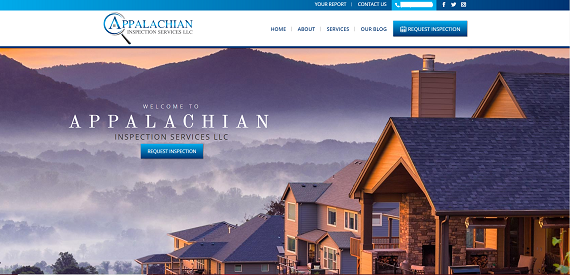 YOUR REPORT | CONTACT US
APPALACHIAN
INSPECTION SERVICES LLC
HOME | ABOUT | SERVICES | OUR BLOG
REQUEST INSPECTION
WELCOME TO
APPALACHIAN
INSPECTION SERVICES LLC
REQUEST INSPECTION